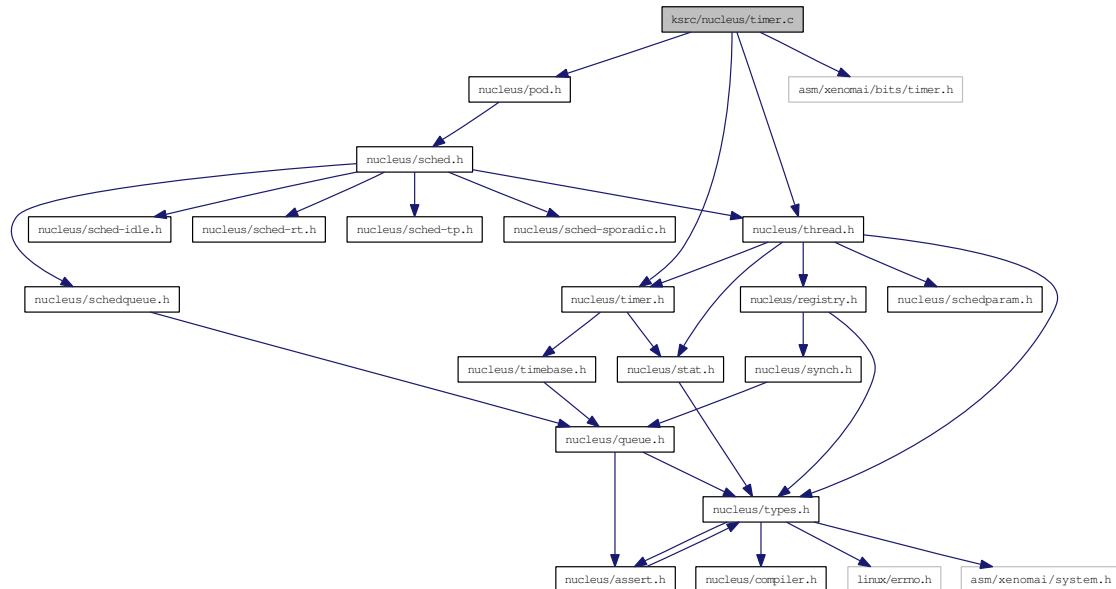 ksrc/nucleus/timer.c
nucleus/pod.h
asm/xenomai/bits/timer.h
nucleus/sched.h
nucleus/sched-idle.h
nucleus/sched-rt.h
nucleus/sched-tp.h
nucleus/sched-sporadic.h
nucleus/thread.h
nucleus/schedqueue.h
nucleus/timer.h
nucleus/registry.h
nucleus/schedparam.h
nucleus/timebase.h
nucleus/stat.h
nucleus/synch.h
nucleus/queue.h
nucleus/types.h
nucleus/assert.h
nucleus/compiler.h
linux/errno.h
asm/xenomai/system.h